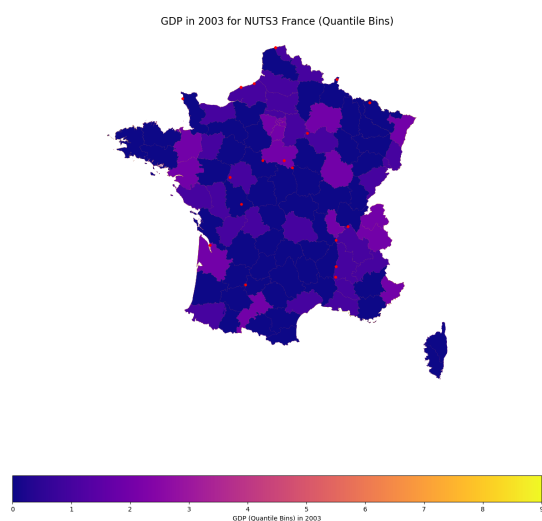 GDP in 2003 for NUTS3 France (Quantile Bins)
0 1 2 3 4 5 6 7 8 9
GDP (Quantile Bins) in 2003